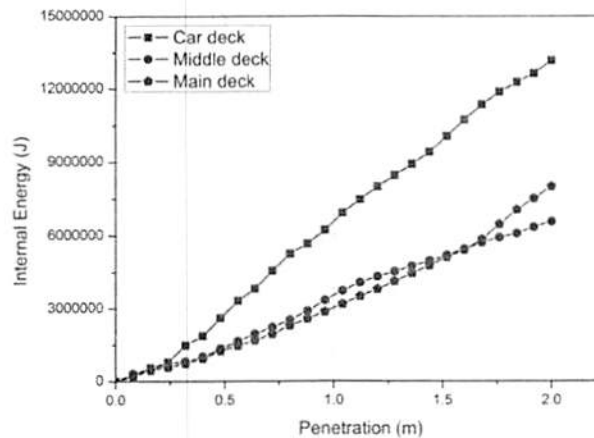 15000000
12000000
9000000
6000000
3000000
0
Internal Energy (J)
Car deck
Middle deck
Main deck
0.0 0.5 1.0 1.5 2.0
Penetration (m)